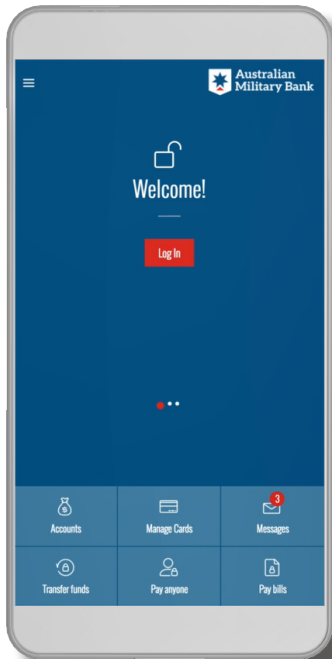 Australian
Military Bank
Welcome!
Log In
3
Accounts
Manage Cards
Messages
Transfer funds
Pay anyone
Pay bills